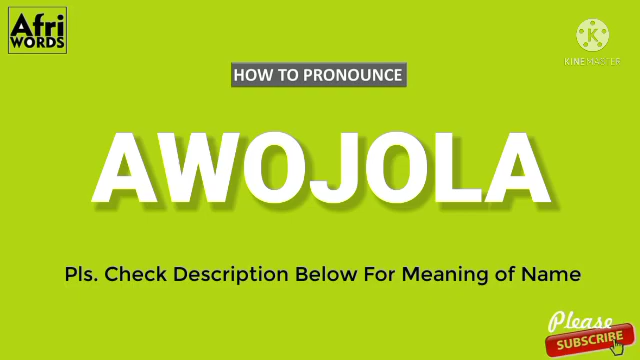 Afri
WORDS
K
KINEMASTER
HOW TO PRONOUNCE
AWOJOLA
Pls. Check Description Below For Meaning of Name
Please
SUBSCRIBE